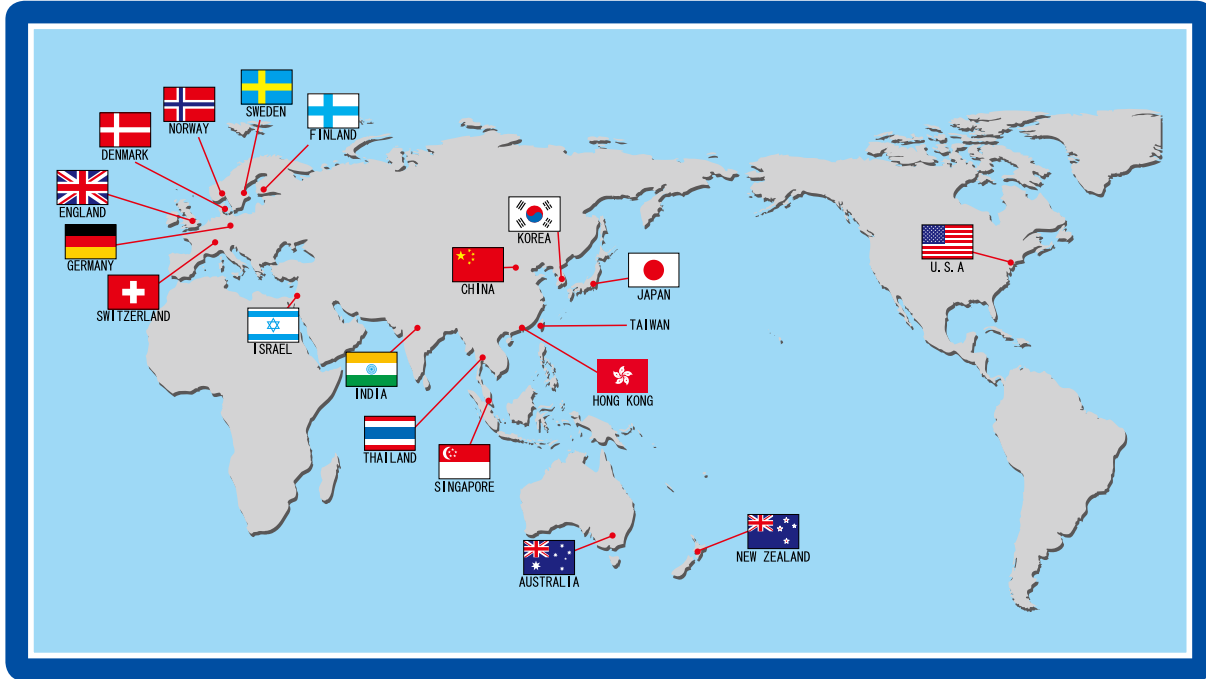 SWEDEN
NORWAY
FINLAND
DENMARK
ENGLAND
GERMANY
SWITZERLAND
ISRAEL
KOREA
CHINA
JAPAN
TAIWAN
U.S.A
INDIA
HONG KONG
THAILAND
SINGAPORE
AUSTRALIA
NEW ZEALAND